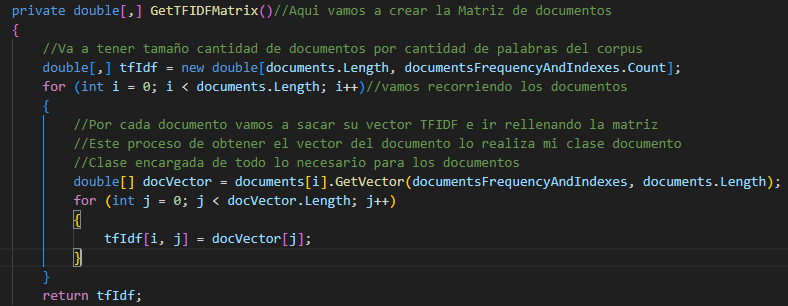 private double[,] GetTFIDFMatrix()//Aqui vamos a crear la Matriz de documentos
{
//Va a tener tamaño cantidad de documentos por cantidad de palabras del corpus
double[,] tfIdf = new double[documents.Length, documentsFrequencyAndIndexes.Count];
for (int i = 0; i < documents.Length; i++)//vamos recorriendo los documentos
{
//Por cada documento vamos a sacar su vector TFIDF e ir rellenando la matriz
//Este proceso de obtener el vector del documento lo realiza mi clase documento
//Clase encargada de todo lo necesario para los documentos
double[] docVector = documents[i].GetVector(documentsFrequencyAndIndexes, documents.Length);
for (int j = 0; j < docVector.Length; j++)
{
tfIdf[i, j] = docVector[j];
}
}
return tfIdf;